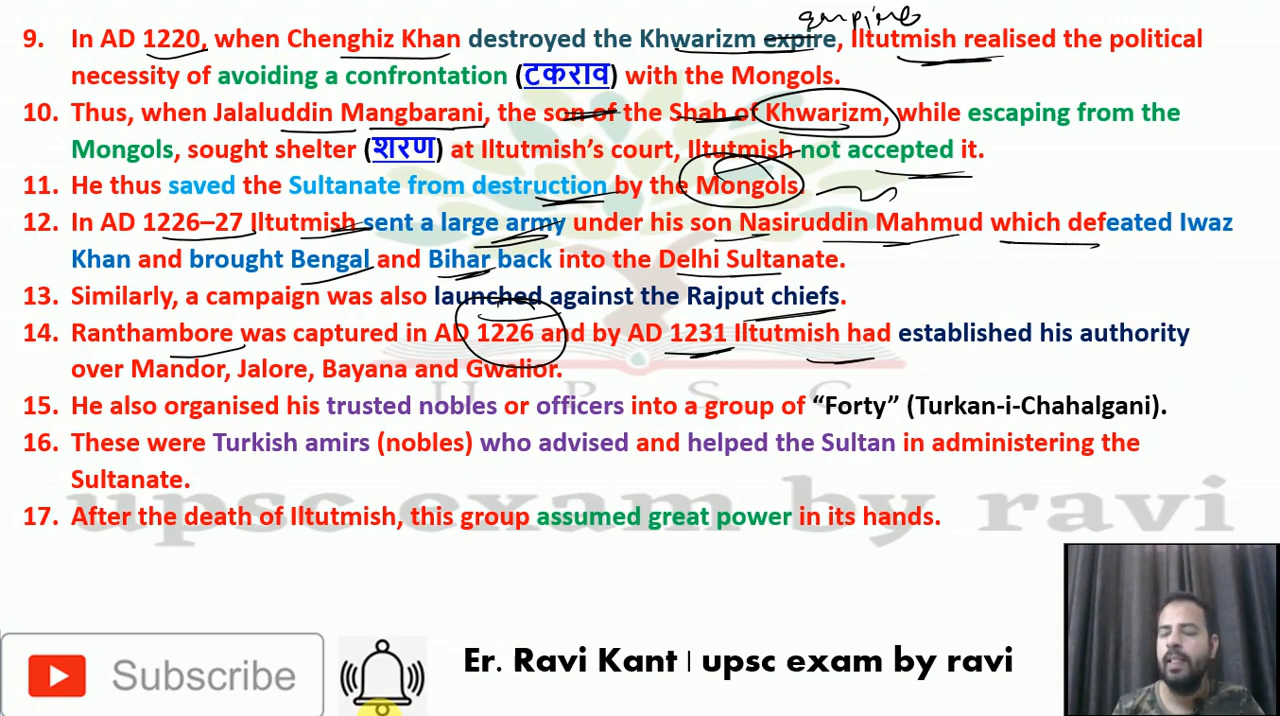 empire
9. In AD 1220, when Chenghiz Khan destroyed the Khwarizm expire, Iltutmish realised the political
necessity of avoiding a confrontation (टकराव) with the Mongols.
10. Thus, when Jalaluddin Mangbarani, the son of the Shah of Khwarizm, while escaping from the
Mongols, sought shelter (शरण) at Iltutmish’s court, Iltutmish not accepted it.
11. He thus saved the Sultanate from destruction by the Mongols.
12. In AD 1226–27 Iltutmish sent a large army under his son Nasiruddin Mahmud which defeated Iwaz
Khan and brought Bengal and Bihar back into the Delhi Sultanate.
13. Similarly, a campaign was also launched against the Rajput chiefs.
14. Ranthambore was captured in AD 1226 and by AD 1231 Iltutmish had established his authority
over Mandor, Jalore, Bayana and Gwalior.
U P S C
15. He also organised his trusted nobles or officers into a group of “Forty” (Turkan-i-Chahalgani).
16. These were Turkish amirs (nobles) who advised and helped the Sultan in administering the
Sultanate.
upsc exam by ravi
17. After the death of Iltutmish, this group assumed great power in its hands.
Subscribe
Er. Ravi Kant | upsc exam by ravi